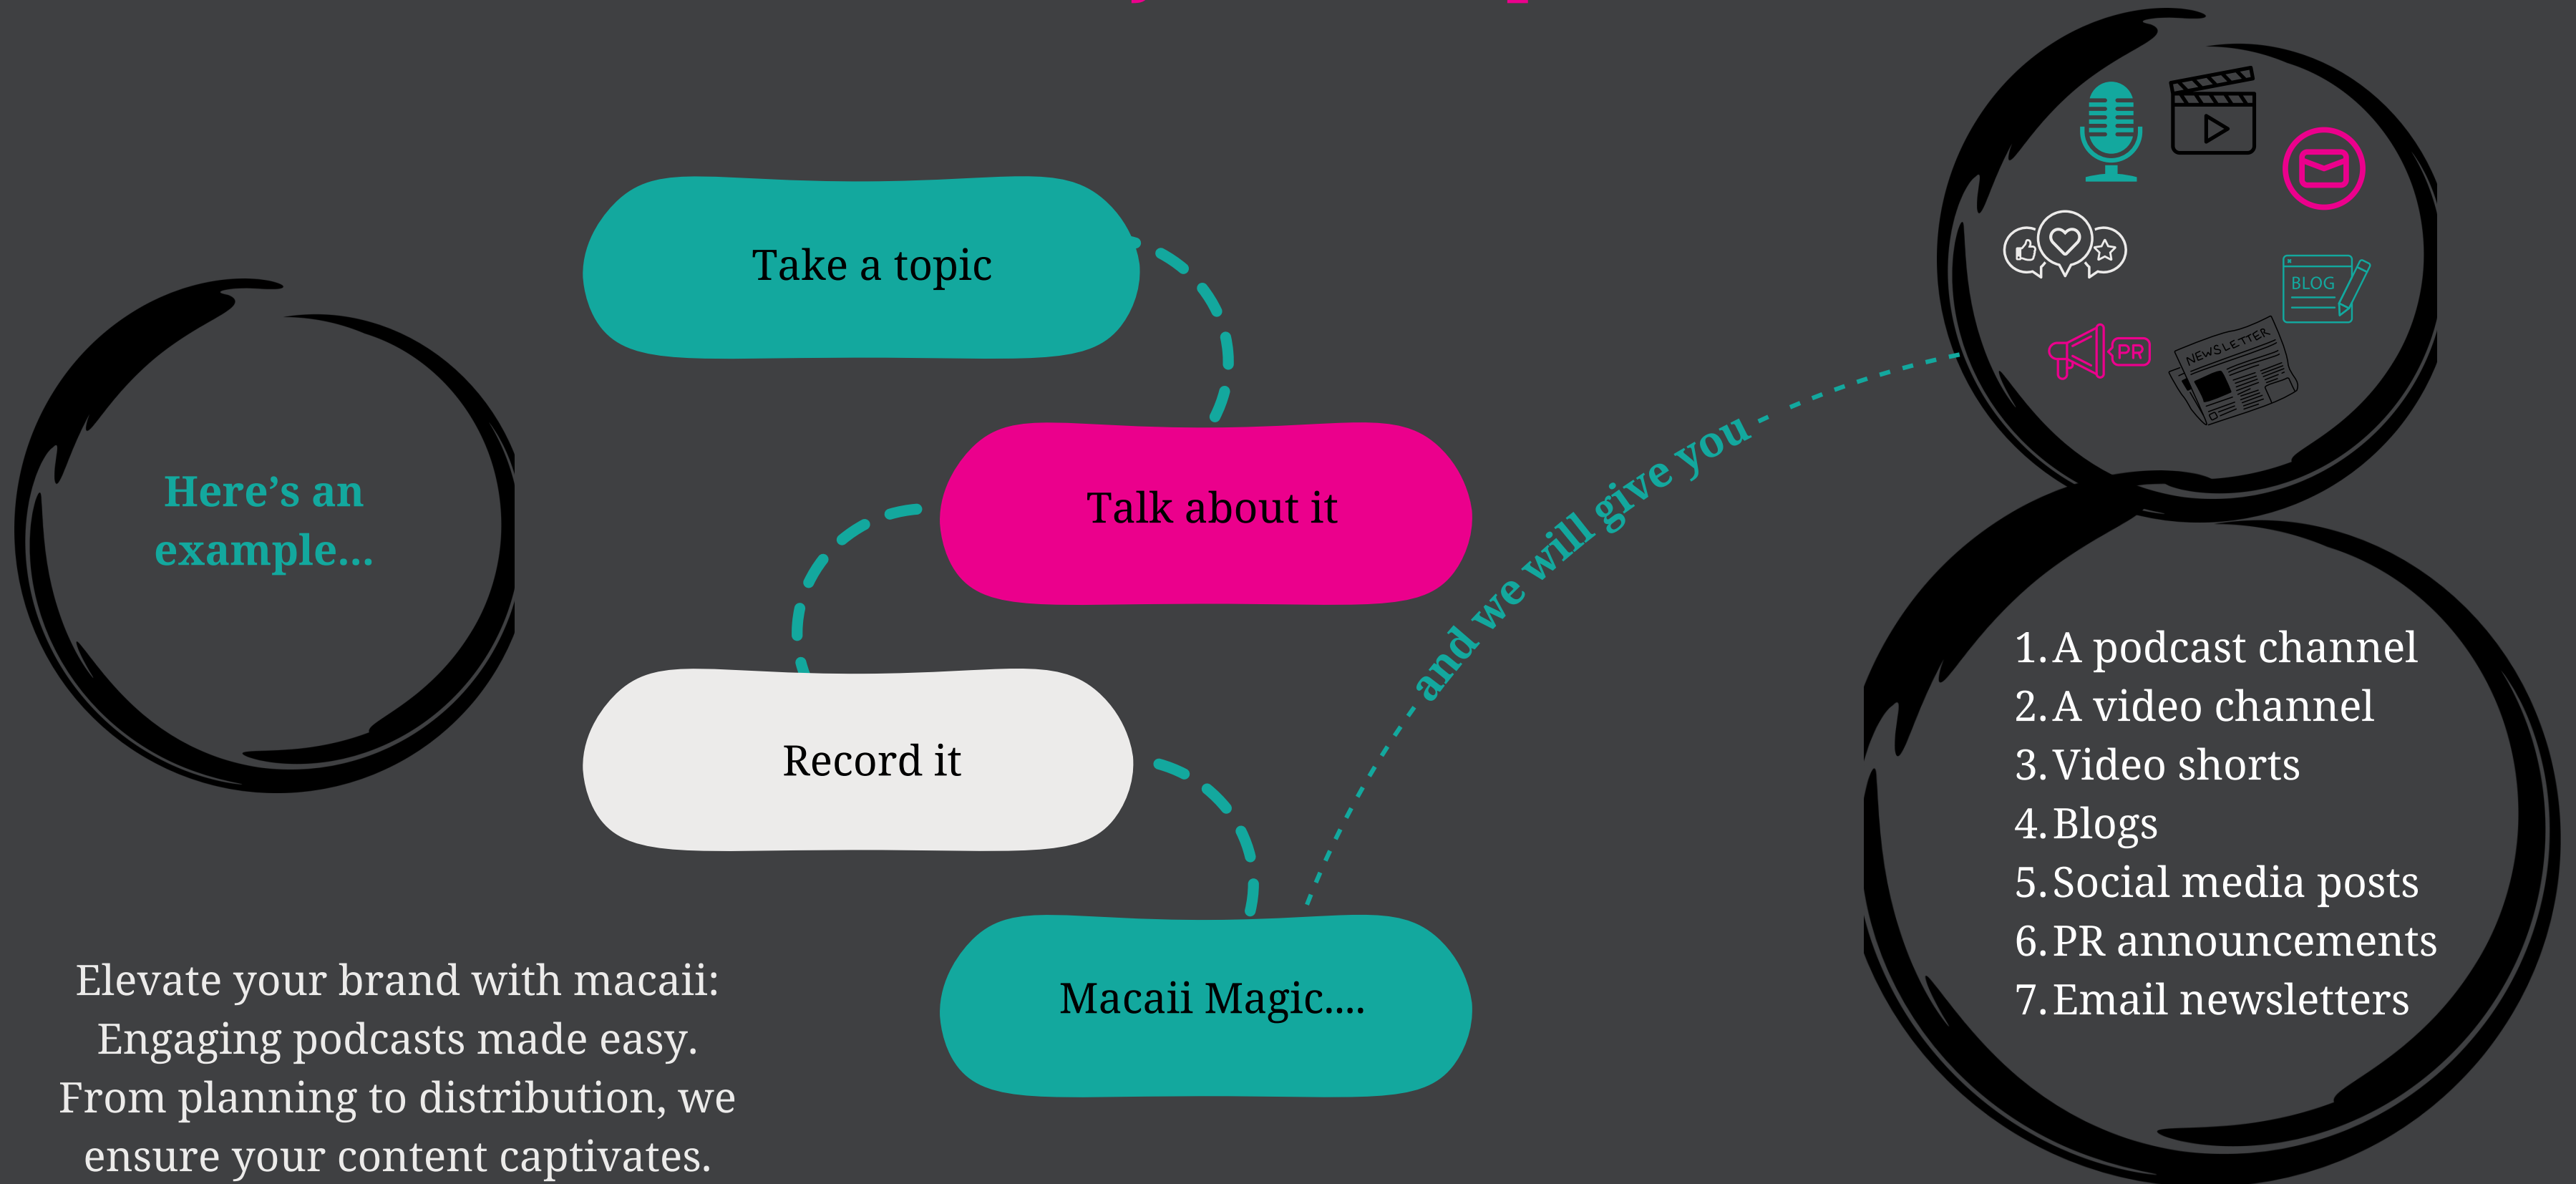 Here’s an
example...
Take a topic
Talk about it
Record it
Macaii Magic....
and we will give you
BLOG
PR
NEWSLETTER
1. A podcast channel
2. A video channel
3. Video shorts
4. Blogs
5. Social media posts
6. PR announcements
7. Email newsletters
Elevate your brand with macaii:
Engaging podcasts made easy.
From planning to distribution, we
ensure your content captivates.